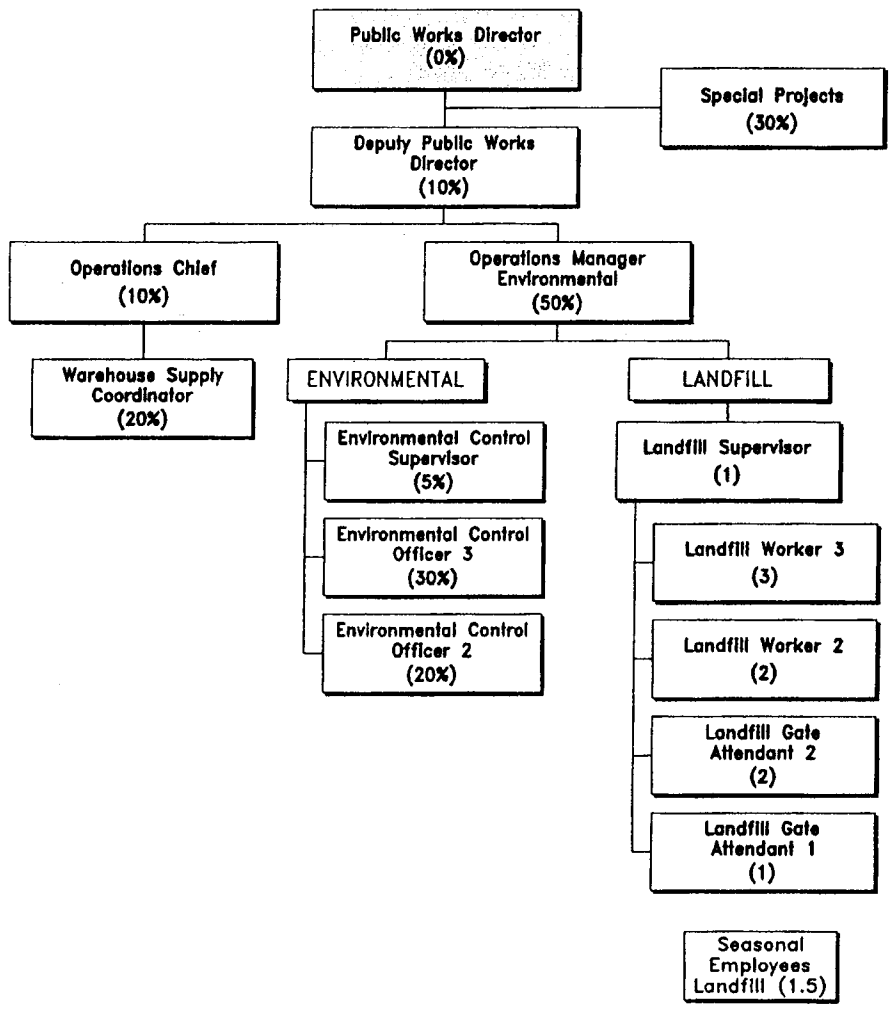 Public Works Director
(0%)
Special Projects
(30%)
Deputy Public Works
Director
(10%)
Operations Chief
(10%)
Operations Manager
Environmental
(50%)
Warehouse Supply
Coordinator
(20%)
ENVIRONMENTAL
Environmental Control
Supervisor
(5%)
Environmental Control
Officer 3
(30%)
Environmental Control
Officer 2
(20%)
LANDFILL
Landfill Supervisor
(1)
Landfill Worker 3
(3)
Landfill Worker 2
(2)
Landfill Gate
Attendant 2
(2)
Landfill Gate
Attendant 1
(1)
Seasonal
Employees
Landfill (1.5)